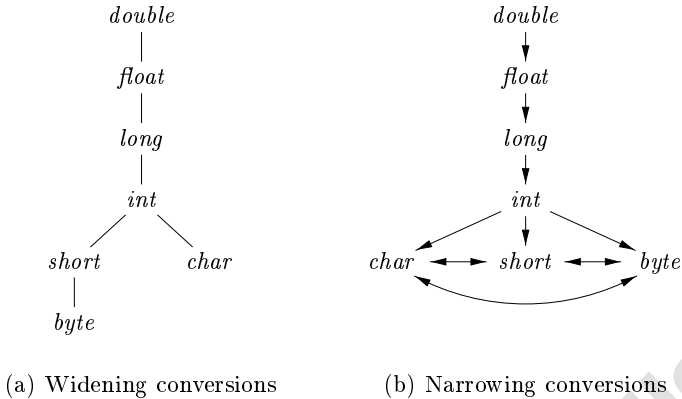 double
float
long
int
short char
byte
(a) Widening conversions
double
float
long
int
char short byte
(b) Narrowing conversions